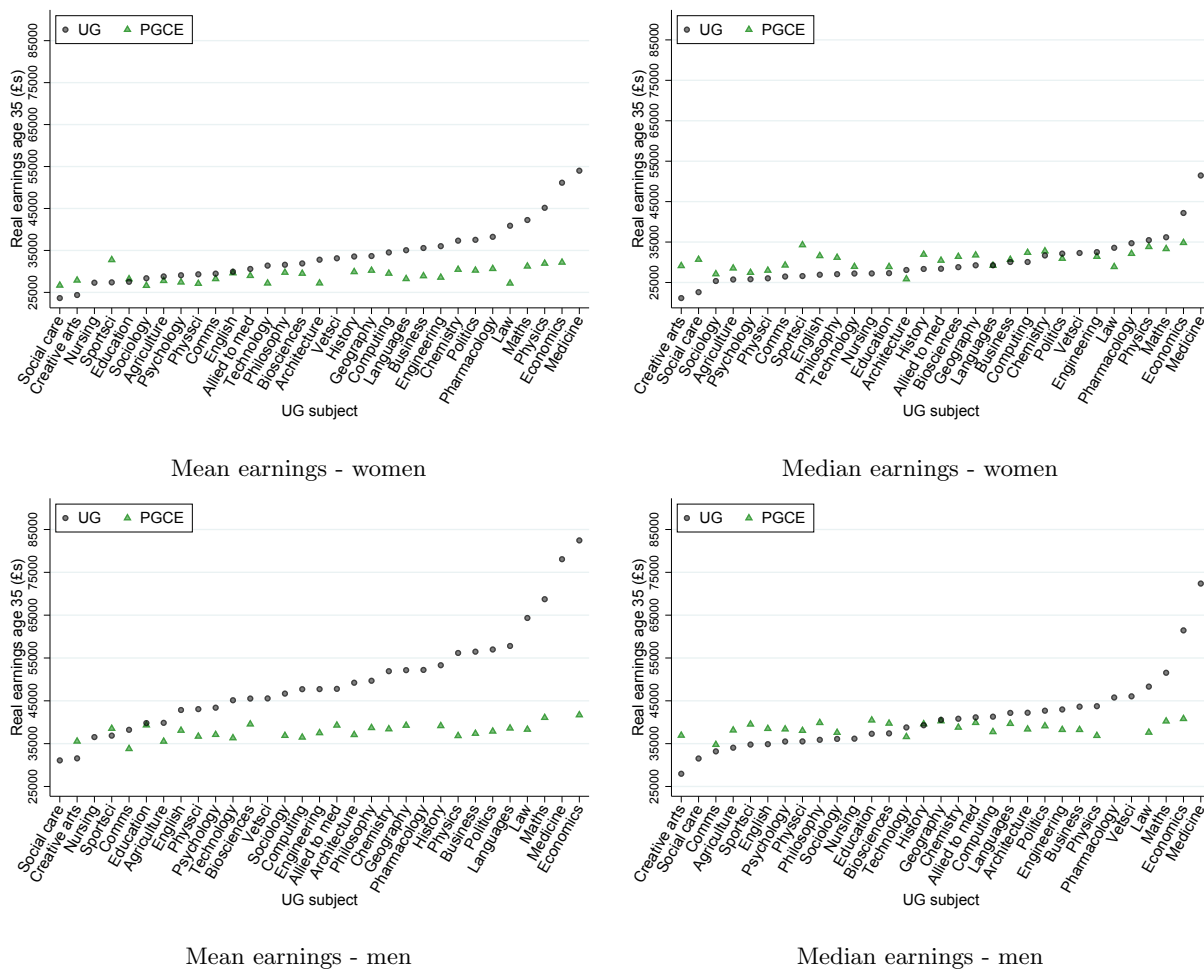 UG PGCE
Real earnings age 35 (£s)
85000
75000
65000
55000
45000
35000
25000
Social care
Creative arts
Nursing
Sportsci
Education
Sociology
Agriculture
Psychology
Physsci
Comms
English
Allied to med
Technology
Philosophy
Biosciences
Architecture
Vetsci
History
Geography
Computing
Languages
Business
Engineering
Chemistry
Politics
Pharmacology
Law
Maths
Physics
Economics
Medicine
UG subject
Mean earnings - women
UG PGCE
Real earnings age 35 (£s)
85000
75000
65000
55000
45000
35000
25000
Creative arts
Social care
Sociology
Agriculture
Psychology
Physsci
Comms
Sportsci
English
Philosophy
Technology
Nursing
Education
Architecture
History
Allied to med
Biosciences
Geography
Languages
Business
Computing
Chemistry
Politics
Vetsci
Engineering
Law
Pharmacology
Physics
Maths
Economics
Medicine
UG subject
Median earnings - women
UG PGCE
Real earnings age 35 (£s)
85000
75000
65000
55000
45000
35000
25000
Social care
Creative arts
Nursing
Sportsci
Comms
Education
Agriculture
English
Physsci
Psychology
Technology
Biosciences
Vetsci
Sociology
Computing
Engineering
Allied to med
Architecture
Philosophy
Chemistry
Geography
Pharmacology
History
Physics
Business
Politics
Languages
Law
Maths
Medicine
Economics
UG subject
Mean earnings - men
UG PGCE
Real earnings age 35 (£s)
85000
75000
65000
55000
45000
35000
25000
Creative arts
Social care
Comms
Agriculture
Sportsci
English
Psychology
Physsci
Philosophy
Sociology
Nursing
Education
Biosciences
Technology
History
Geography
Chemistry
Allied to med
Computing
Languages
Architecture
Politics
Engineering
Business
Physics
Pharmacology
Vetsci
Law
Maths
Economics
Medicine
UG subject
Median earnings - men